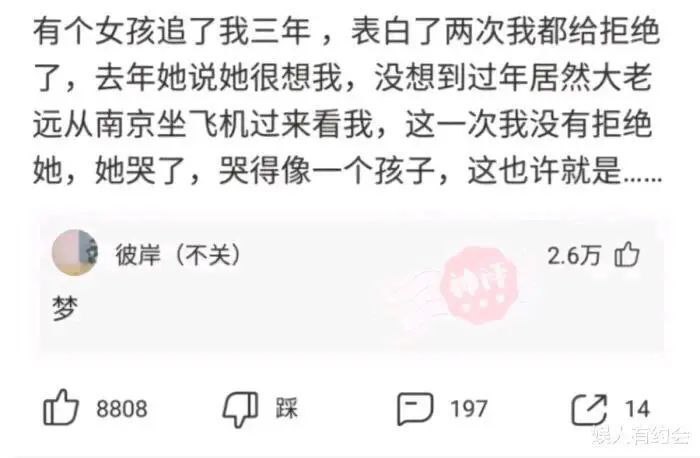 有个女孩追了我三年，表白了两次我都给拒绝
了，去年她说她很想我，没想到过年居然大老
远从南京坐飞机过来看我，这一次我没有拒绝
她，她哭了，哭得像一个孩子，这也许就是……
彼岸（不关）
2.6万
梦
神帅
8808
踩
197
14
娱人有约会